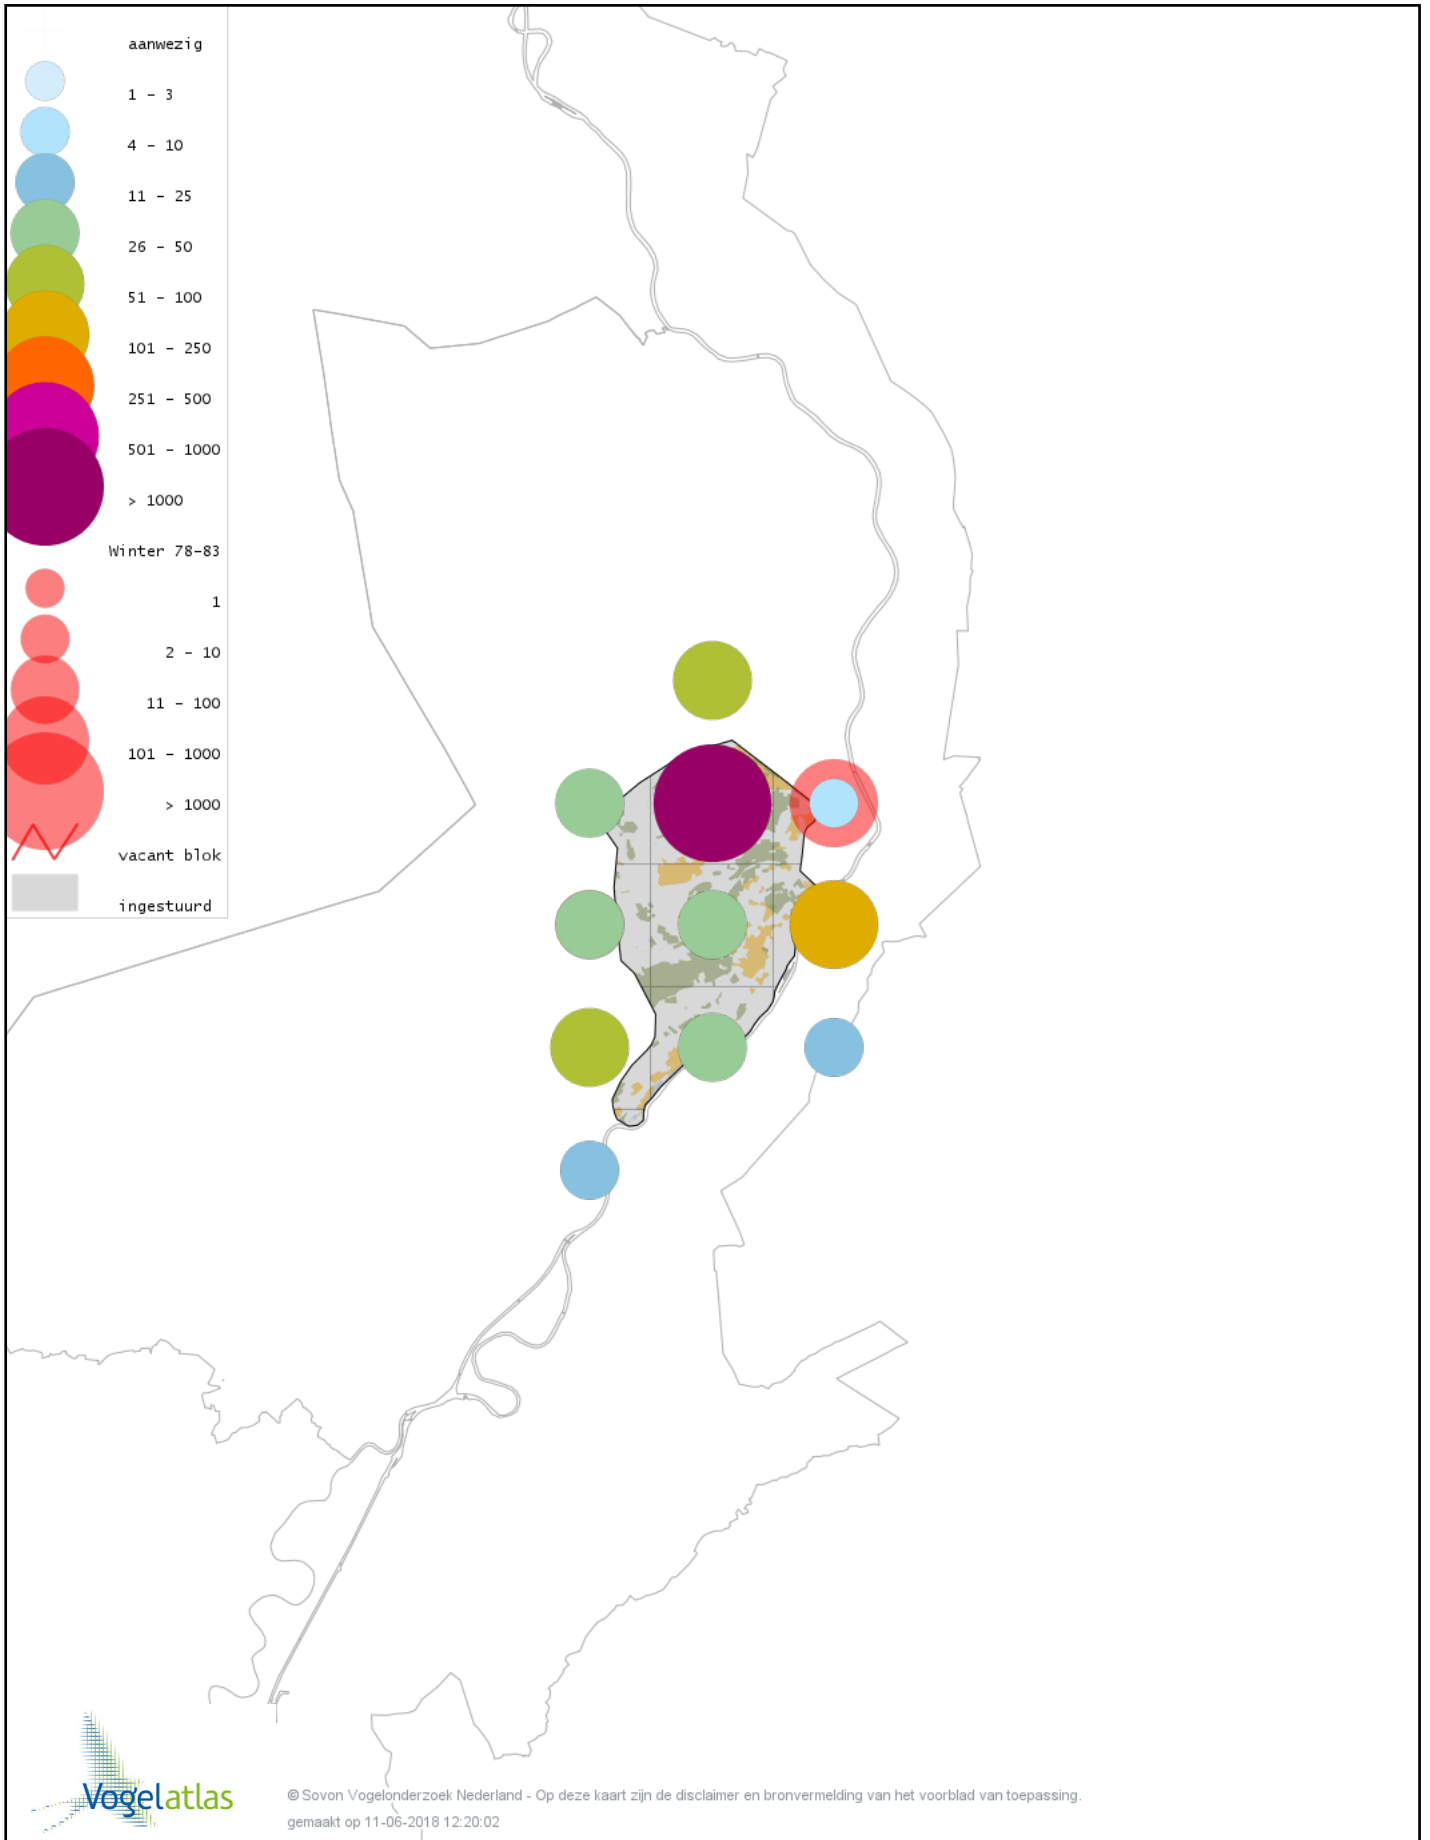 aanwezig
1 - 3
4 - 10
11 - 25
26 - 50
51 - 100
101 - 250
251 - 500
501 - 1000
> 1000
Winter 78-83
1
2 - 10
11 - 100
101 - 1000
> 1000
vacant blok
ingestuurd
Vogelatlas
© Sovon Vogelonderzoek Nederland - Op deze kaart zijn de disclaimer en bronvermelding van het voorblad van toepassing.
gemaakt op 11-06-2018 12:20:02